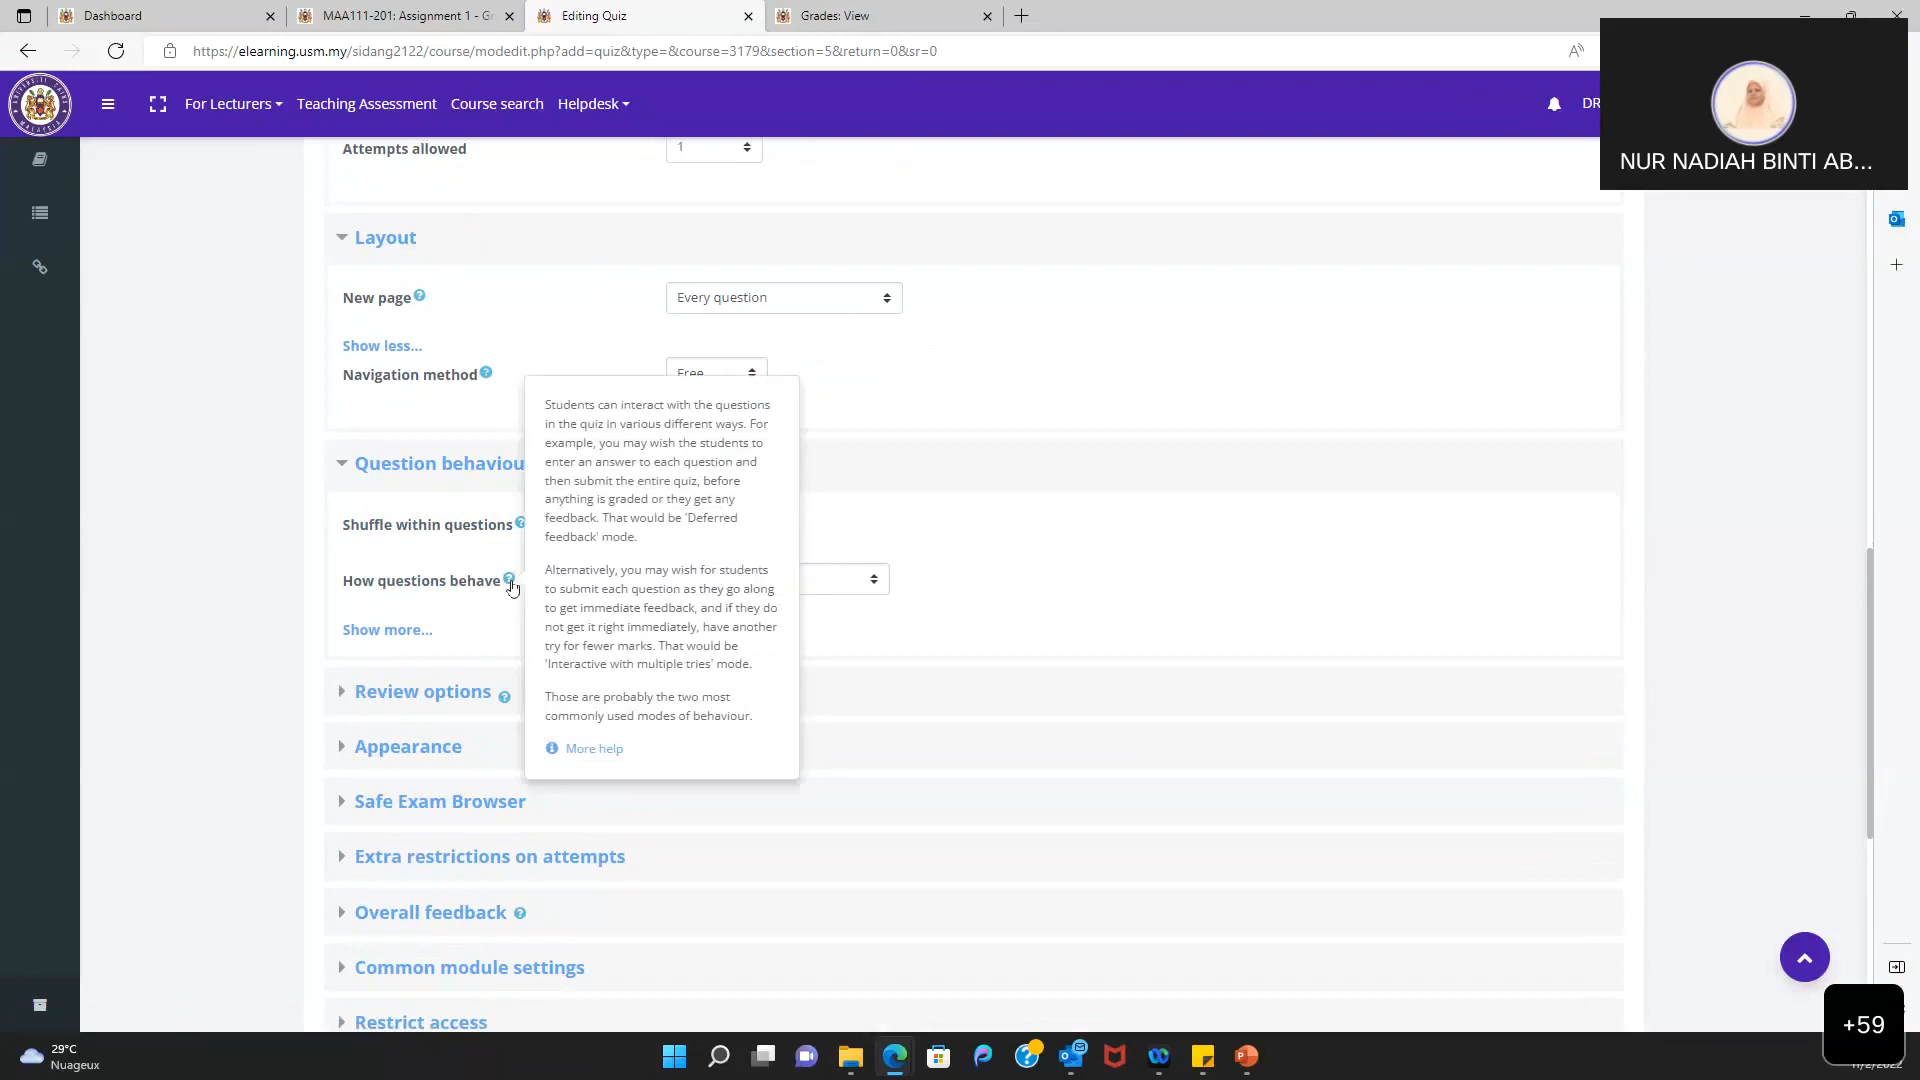 Dashboard
MAA111-201: Assignment 1 - Gr
Editing Quiz
Grades: View
https://elearning.usm.my/sidang2122/course/modedit.php?add=quiz&type=&course=3179&section=5&return=0&sr=0
For Lecturers
Teaching Assessment
Course search
Helpdesk
DR
NUR NADIAH BINTI AB...
Attempts allowed
1
Layout
New page
Every question
Show less...
Navigation method
Free
Question behaviou
Shuffle within questions
How questions behave
Show more...
Students can interact with the questions
in the quiz in various different ways. For
example, you may wish the students to
enter an answer to each question and
then submit the entire quiz, before
anything is graded or they get any
feedback. That would be 'Deferred
feedback' mode.
Alternatively, you may wish for students
to submit each question as they go along
to get immediate feedback, and if they do
not get it right immediately, have another
try for fewer marks. That would be
'Interactive with multiple tries' mode.
Those are probably the two most
commonly used modes of behaviour.
More help
Review options
Appearance
Safe Exam Browser
Extra restrictions on attempts
Overall feedback
Common module settings
Restrict access
+59
29°C
Nuageux